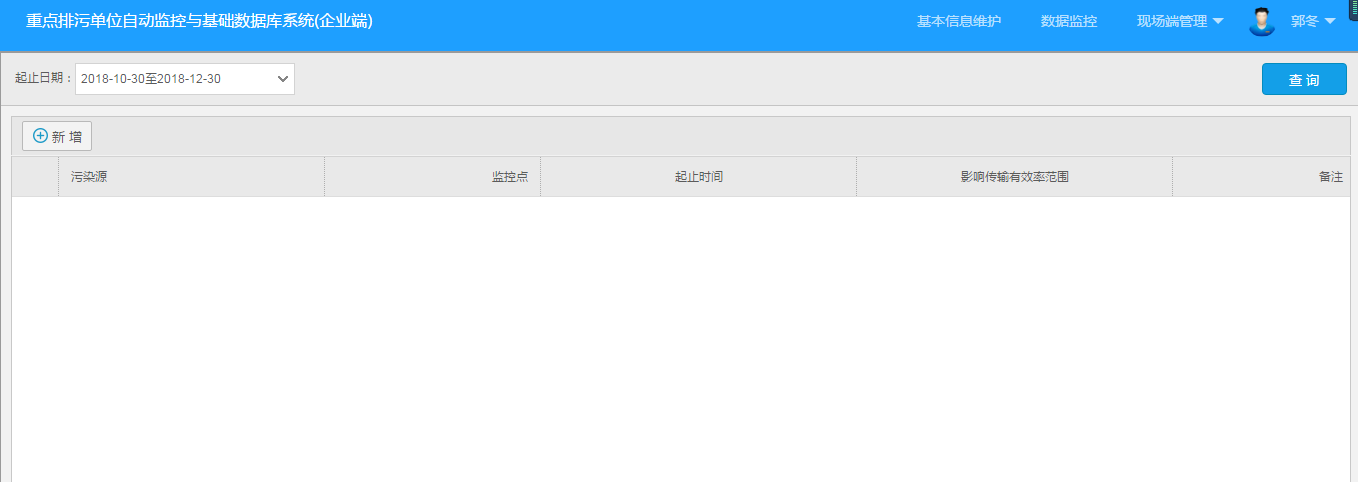 重点排污单位自动监控与基础数据库系统(企业端) 基本信息维护 数据监控 现场端管理 郭冬
起止日期： 2018-10-30至2018-12-30 查 询
新 增
污染源 监控点 起止时间 影响传输有效率范围 备注